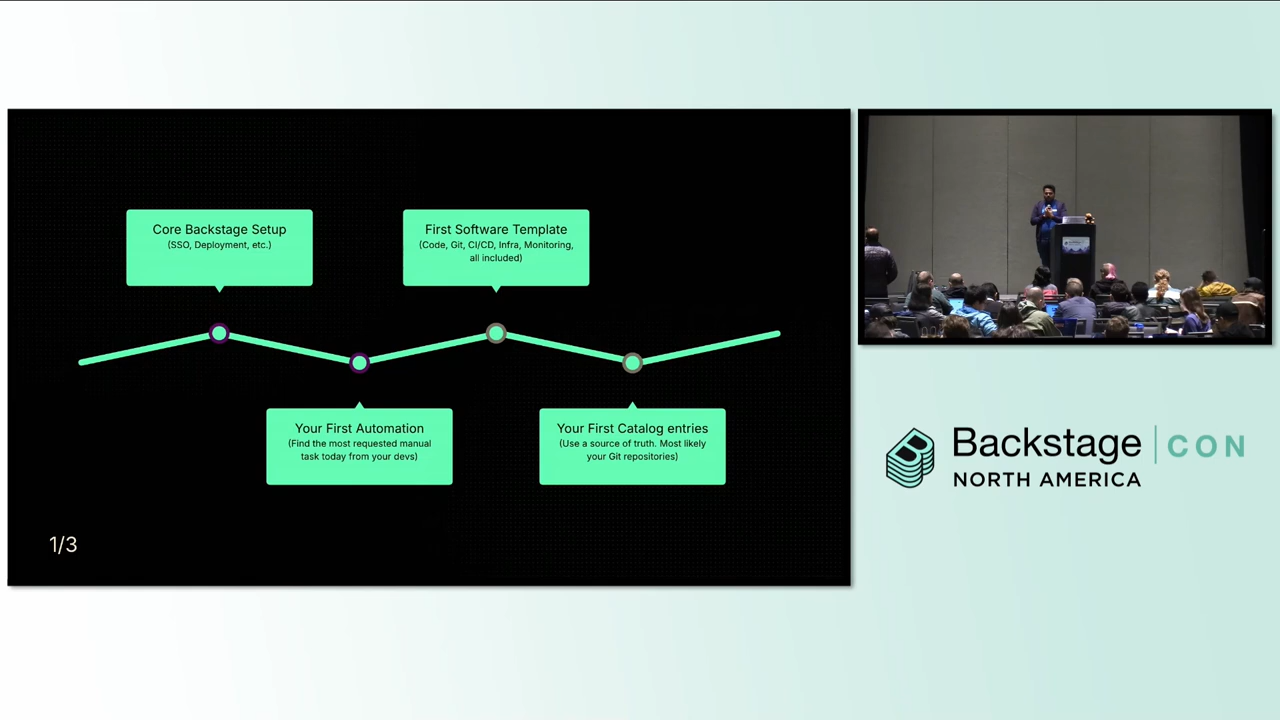 Core Backstage Setup
(SSO, Deployment, etc.)
First Software Template
(Code, Git, CI/CD, Infra, Monitoring,
all included)
Your First Automation
(Find the most requested manual
task today from your devs)
Your First Catalog entries
(Use a source of truth. Most likely
your Git repositories)
1/3
Backstage CON
NORTH AMERICA